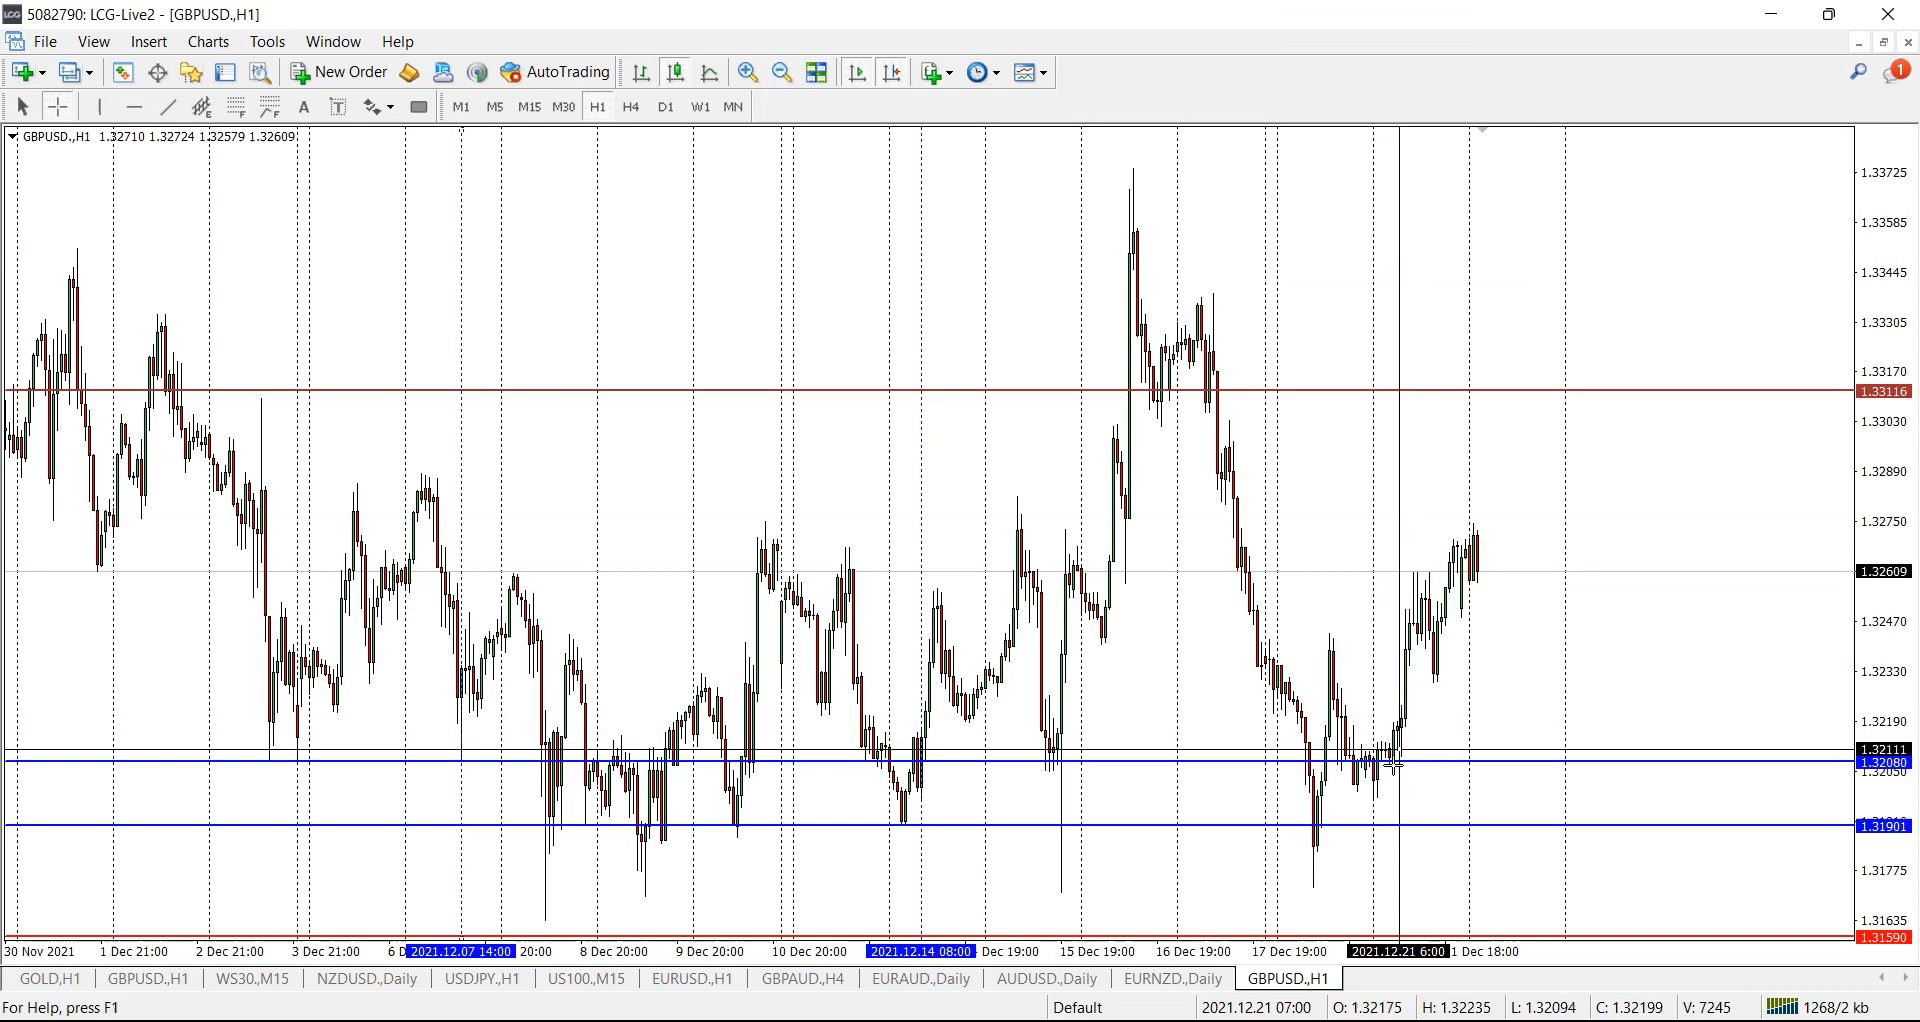 5082790: LCG-Live2 - [GBPUSD.,H1]
File View Insert Charts Tools Window Help
New Order AutoTrading 1
A T M1 M5 M15 M30 H1 H4 D1 W1 MN
GBPUSD.,H1 1.32710 1.32724 1.32579 1.32609
1.33725
1.33585
1.33445
1.33305
1.33170
1.33116
1.33030
1.32890
1.32750
1.32609
1.32470
1.32330
1.32190
1.32111
1.32080
1.32050
1.31901
1.31775
1.31635
1.31590
30 Nov 2021 1 Dec 21:00 2 Dec 21:00 3 Dec 21:00 6 D 2021.12.07 14:00 20:00 8 Dec 20:00 9 Dec 20:00 10 Dec 20:00 2021.12.14 08:00 Dec 19:00 15 Dec 19:00 16 Dec 19:00 17 Dec 19:00 2021.12.21 6:00 1 Dec 18:00
GOLD,H1 GBPUSD.,H1 WS30.,M15 NZDUSD.,Daily USDJPY.,H1 US100.,M15 EURUSD.,H1 GBPAUD.,H4 EURAUD.,Daily AUDUSD.,Daily EURNZD.,Daily GBPUSD.,H1
For Help, press F1 Default 2021.12.21 07:00 O: 1.32175 H: 1.32235 L: 1.32094 C: 1.32199 V: 7245 1268/2 kb